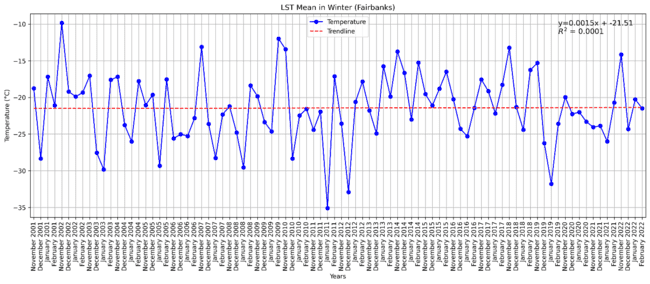 LST Mean in Winter (Fairbanks)
Temperature
Trendline
y=0.0015x + -21.51
R² = 0.0001
Temperature (°C)
−10
−15
−20
−25
−30
−35
November 2001
December 2001
January 2001
February 2001
November 2002
December 2002
January 2002
February 2002
November 2003
December 2003
January 2003
February 2003
November 2004
December 2004
January 2004
February 2004
November 2005
December 2005
January 2005
February 2005
November 2006
December 2006
January 2006
February 2006
November 2007
December 2007
January 2007
February 2007
November 2008
December 2008
January 2008
February 2008
November 2009
December 2009
January 2009
February 2009
November 2010
December 2010
January 2010
February 2010
November 2011
December 2011
January 2011
February 2011
November 2012
December 2012
January 2012
February 2012
November 2013
December 2013
January 2013
February 2013
November 2014
December 2014
January 2014
February 2014
November 2015
December 2015
January 2015
February 2015
November 2016
December 2016
January 2016
February 2016
November 2017
December 2017
January 2017
February 2017
November 2018
December 2018
January 2018
February 2018
November 2019
December 2019
January 2019
February 2019
November 2020
December 2020
January 2020
February 2020
November 2021
December 2021
January 2021
February 2021
November 2022
December 2022
January 2022
February 2022
Years